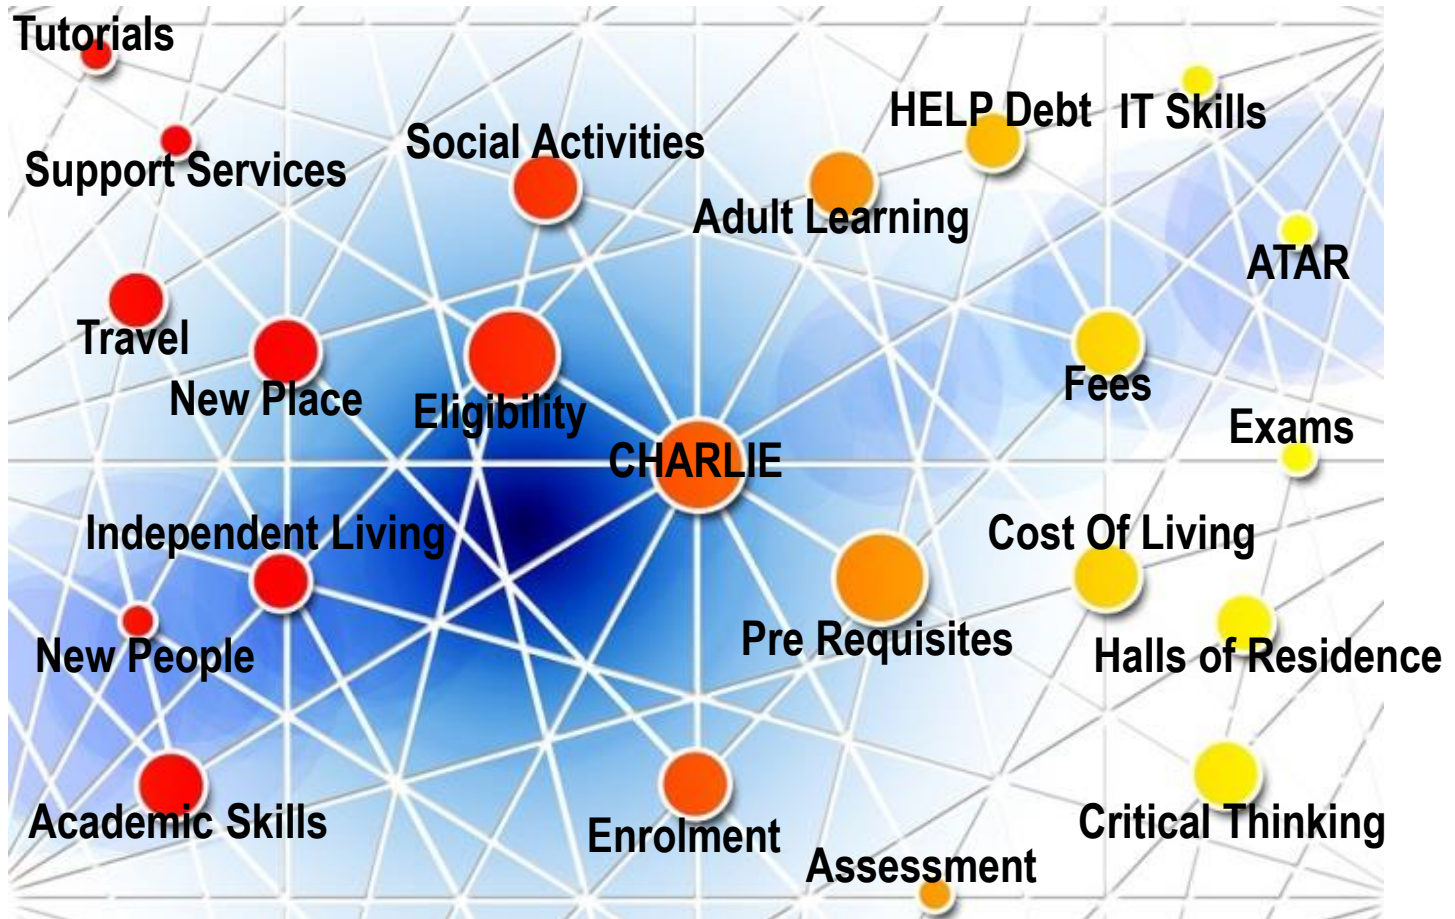 Tutorials
HELP Debt
IT Skills
Social Activities
Support Services
Adult Learning
ATAR
Travel
New Place
Eligibility
Fees
Exams
CHARLIE
Independent Living
Cost Of Living
New People
Pre Requisites
Halls of Residence
Academic Skills
Enrolment
Critical Thinking
Assessment